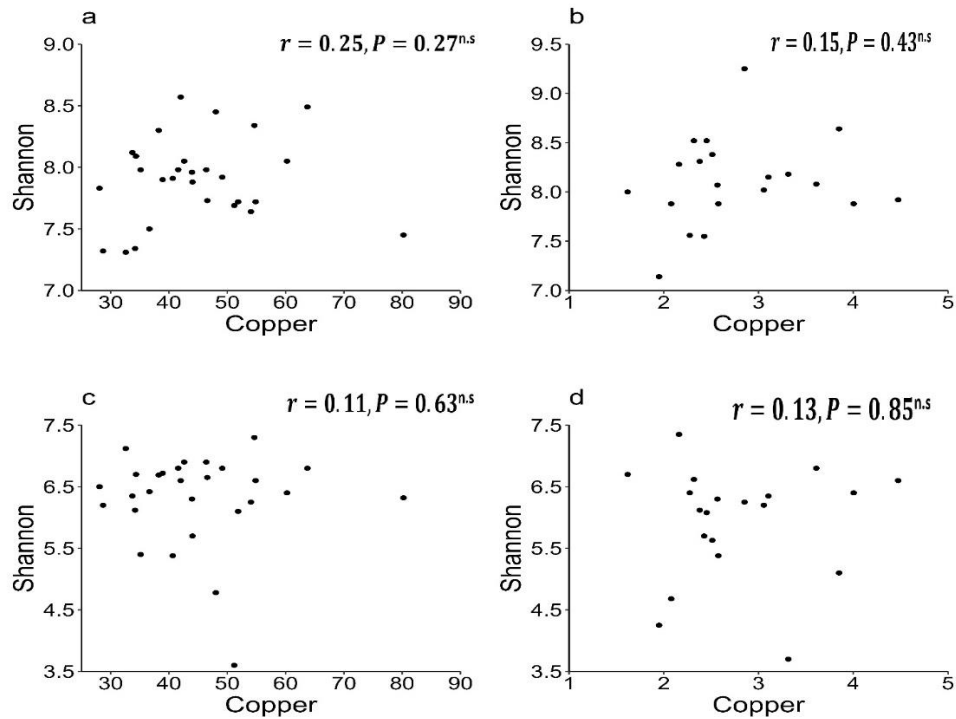 a
r = 0.25, P = 0.27ⁿ·ˢ
9.0
8.5
8.0
7.5
7.0
Shannon
30 40 50 60 70 80 90
Copper
b
r = 0.15, P = 0.43ⁿ·ˢ
9.5
9.0
8.5
8.0
7.5
7.0
Shannon
1 2 3 4 5
Copper
c
r = 0.11, P = 0.63ⁿ·ˢ
7.5
6.5
5.5
4.5
3.5
Shannon
30 40 50 60 70 80 90
Copper
d
r = 0.13, P = 0.85ⁿ·ˢ
7.5
6.5
5.5
4.5
3.5
Shannon
1 2 3 4 5
Copper